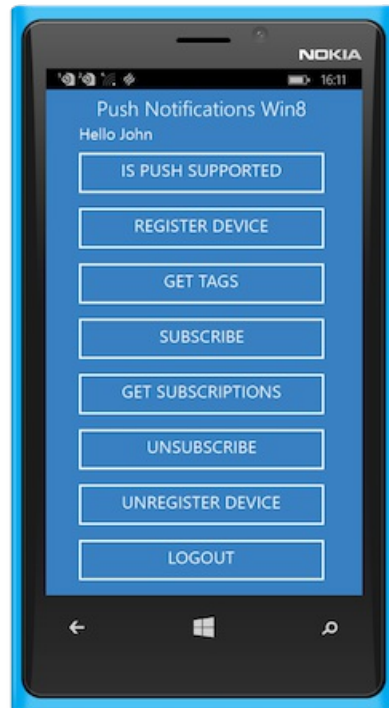 NOKIA
16:11
Push Notifications Win8
Hello John
IS PUSH SUPPORTED
REGISTER DEVICE
GET TAGS
SUBSCRIBE
GET SUBSCRIPTIONS
UNSUBSCRIBE
UNREGISTER DEVICE
LOGOUT